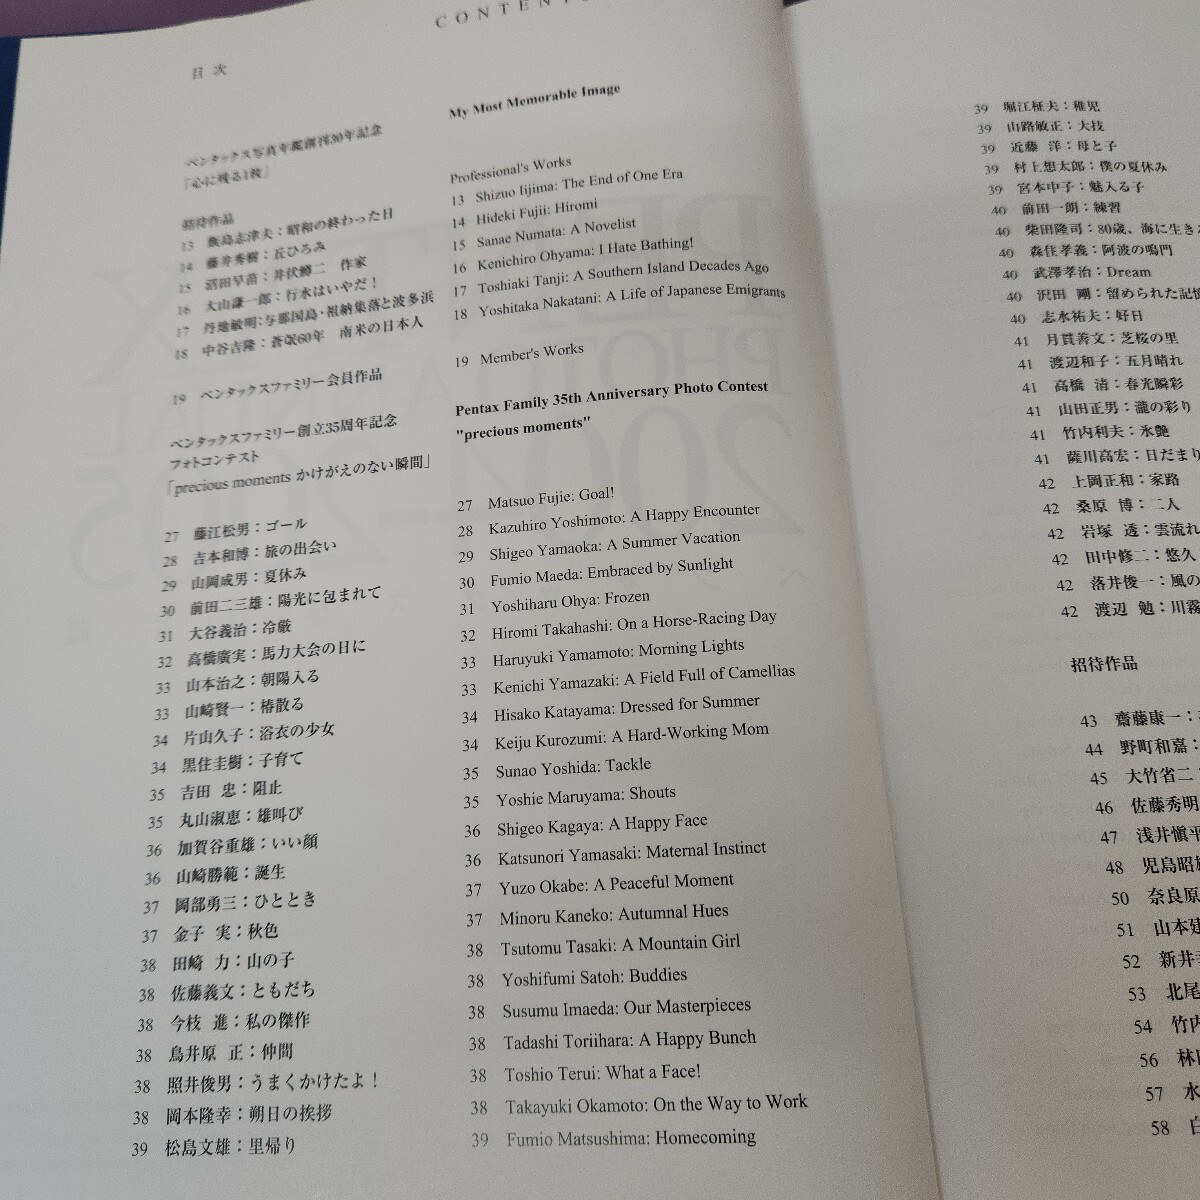 CONTENTS
目次
ペンタックス写真年鑑創刊30年記念
「心に残る1枚」
招待作品
13 飯島志津夫：昭和の終わった日
14 藤井秀樹：丘ひろみ
15 沼田早苗：井伏鱒二 作家
16 大山謙一郎：行水はいやだ！
17 丹地敏明：与那国島・祖納集落と波多浜
18 中谷吉隆：蒼氓60年 南米の日本人
19 ペンタックスファミリー会員作品
ペンタックスファミリー創立35周年記念
フォトコンテスト
「precious moments かけがえのない瞬間」
27 藤江松男：ゴール
28 吉本和博：旅の出会い
29 山岡成男：夏休み
30 前田二三雄：陽光に包まれて
31 大谷義治：冷厳
32 高橋廣実：馬力大会の日に
33 山本治之：朝陽入る
33 山崎賢一：椿散る
34 片山久子：浴衣の少女
34 黒住圭樹：子育て
35 吉田 忠：阻止
35 丸山淑恵：雄叫び
36 加賀谷重雄：いい顔
36 山崎勝範：誕生
37 岡部勇三：ひととき
37 金子 実：秋色
38 田崎 力：山の子
38 佐藤義文：ともだち
38 今枝 進：私の傑作
38 鳥井原 正：仲間
38 照井俊男：うまくかけたよ！
38 岡本隆幸：朔日の挨拶
39 松島文雄：里帰り
My Most Memorable Image
Professional's Works
13 Shizuo Iijima: The End of One Era
14 Hideki Fujii: Hiromi
15 Sanae Numata: A Novelist
16 Kenichiro Ohyama: I Hate Bathing!
17 Toshiaki Tanji: A Southern Island Decades Ago
18 Yoshitaka Nakatani: A Life of Japanese Emigrants
19 Member's Works
Pentax Family 35th Anniversary Photo Contest
"precious moments"
27 Matsuo Fujie: Goal!
28 Kazuhiro Yoshimoto: A Happy Encounter
29 Shigeo Yamaoka: A Summer Vacation
30 Fumio Maeda: Embraced by Sunlight
31 Yoshiharu Ohya: Frozen
32 Hiromi Takahashi: On a Horse-Racing Day
33 Haruyuki Yamamoto: Morning Lights
33 Kenichi Yamazaki: A Field Full of Camellias
34 Hisako Katayama: Dressed for Summer
34 Keiju Kurozumi: A Hard-Working Mom
35 Sunao Yoshida: Tackle
35 Yoshie Maruyama: Shouts
36 Shigeo Kagaya: A Happy Face
36 Katsunori Yamasaki: Maternal Instinct
37 Yuzo Okabe: A Peaceful Moment
37 Minoru Kaneko: Autumnal Hues
38 Tsutomu Tasaki: A Mountain Girl
38 Yoshifumi Satoh: Buddies
38 Susumu Imaeda: Our Masterpieces
38 Tadashi Toriihara: A Happy Bunch
38 Toshio Terui: What a Face!
38 Takayuki Okamoto: On the Way to Work
39 Fumio Matsushima: Homecoming
39 堀江柾夫：稚児
39 山路敏正：大技
39 近藤 洋：母と子
39 村上想太郎：僕の夏休み
39 宮本中子：魅入る子
40 前田一朗：練習
40 柴田隆司：80歳、海に生き
40 森住孝義：阿波の鳴門
40 武澤孝治：Dream
40 沢田 剛：留められた記憶
40 志水祐夫：好日
41 月貫善文：芝桜の里
41 渡辺和子：五月晴れ
41 高橋 清：春光瞬彩
41 山田正男：瀧の彩り
41 竹内利夫：氷艶
41 薩川高宏：日だまり
42 上岡正和：家路
42 桑原 博：二人
42 岩塚 透：雲流れ
42 田中修二：悠久
42 落井俊一：風の
42 渡辺 勉：川霧
招待作品
43 齋藤康一：
44 野町和嘉：
45 大竹省二：
46 佐藤秀明
47 浅井愼平
48 児島昭雄
50 奈良原
51 山本建
52 新井
53 北尾
54 竹内
56 林
57 水
58